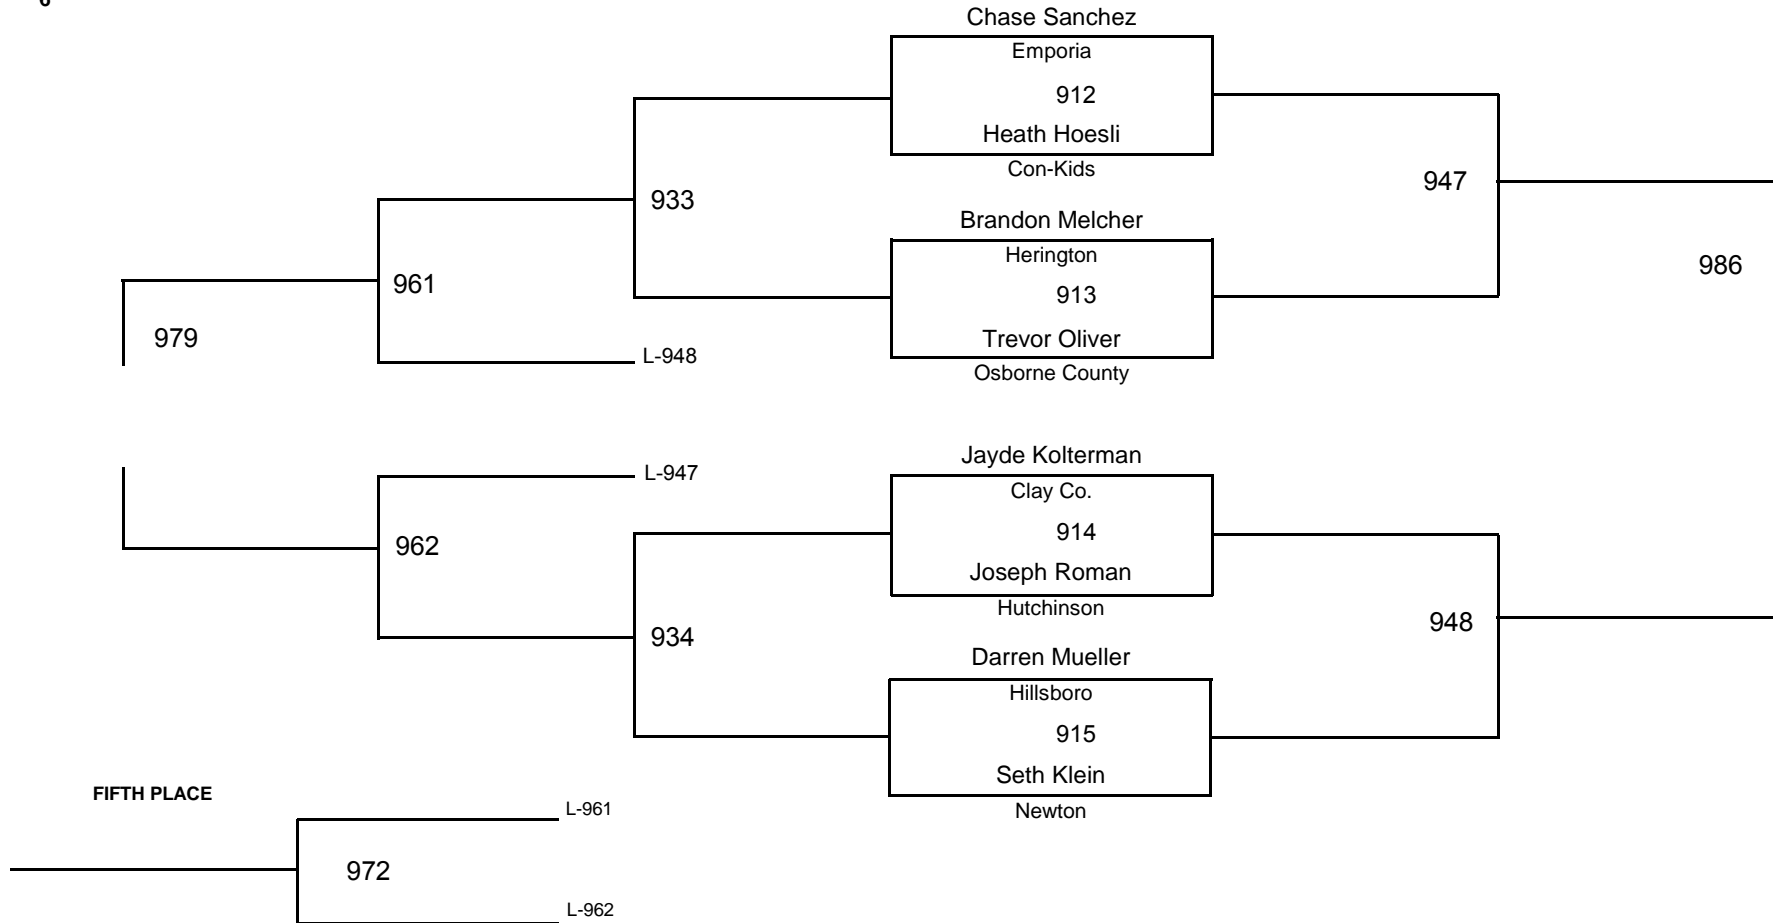 6
Chase Sanchez
Emporia
912
Heath Hoesli
Con-Kids
933
947
Brandon Melcher
Herington
986
961
913
979
Trevor Oliver
L-948
Osborne County
Jayde Kolterman
L-947
Clay Co.
914
962
Joseph Roman
Hutchinson
948
934
Darren Mueller
Hillsboro
915
Seth Klein
FIFTH PLACE
L-961
Newton
972
L-962